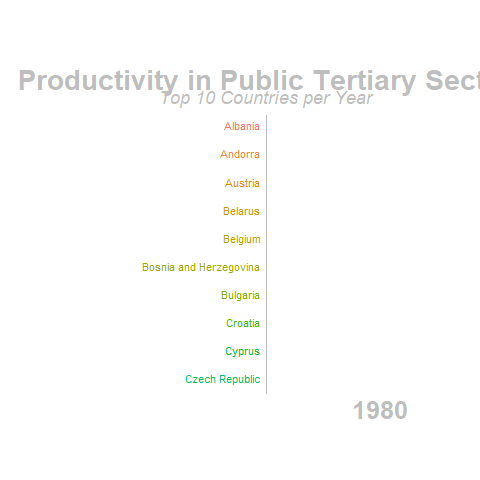 Productivity in Public Tertiary Sect
Top 10 Countries per Year
Albania
Andorra
Austria
Belarus
Belgium
Bosnia and Herzegovina
Bulgaria
Croatia
Cyprus
Czech Republic
1980